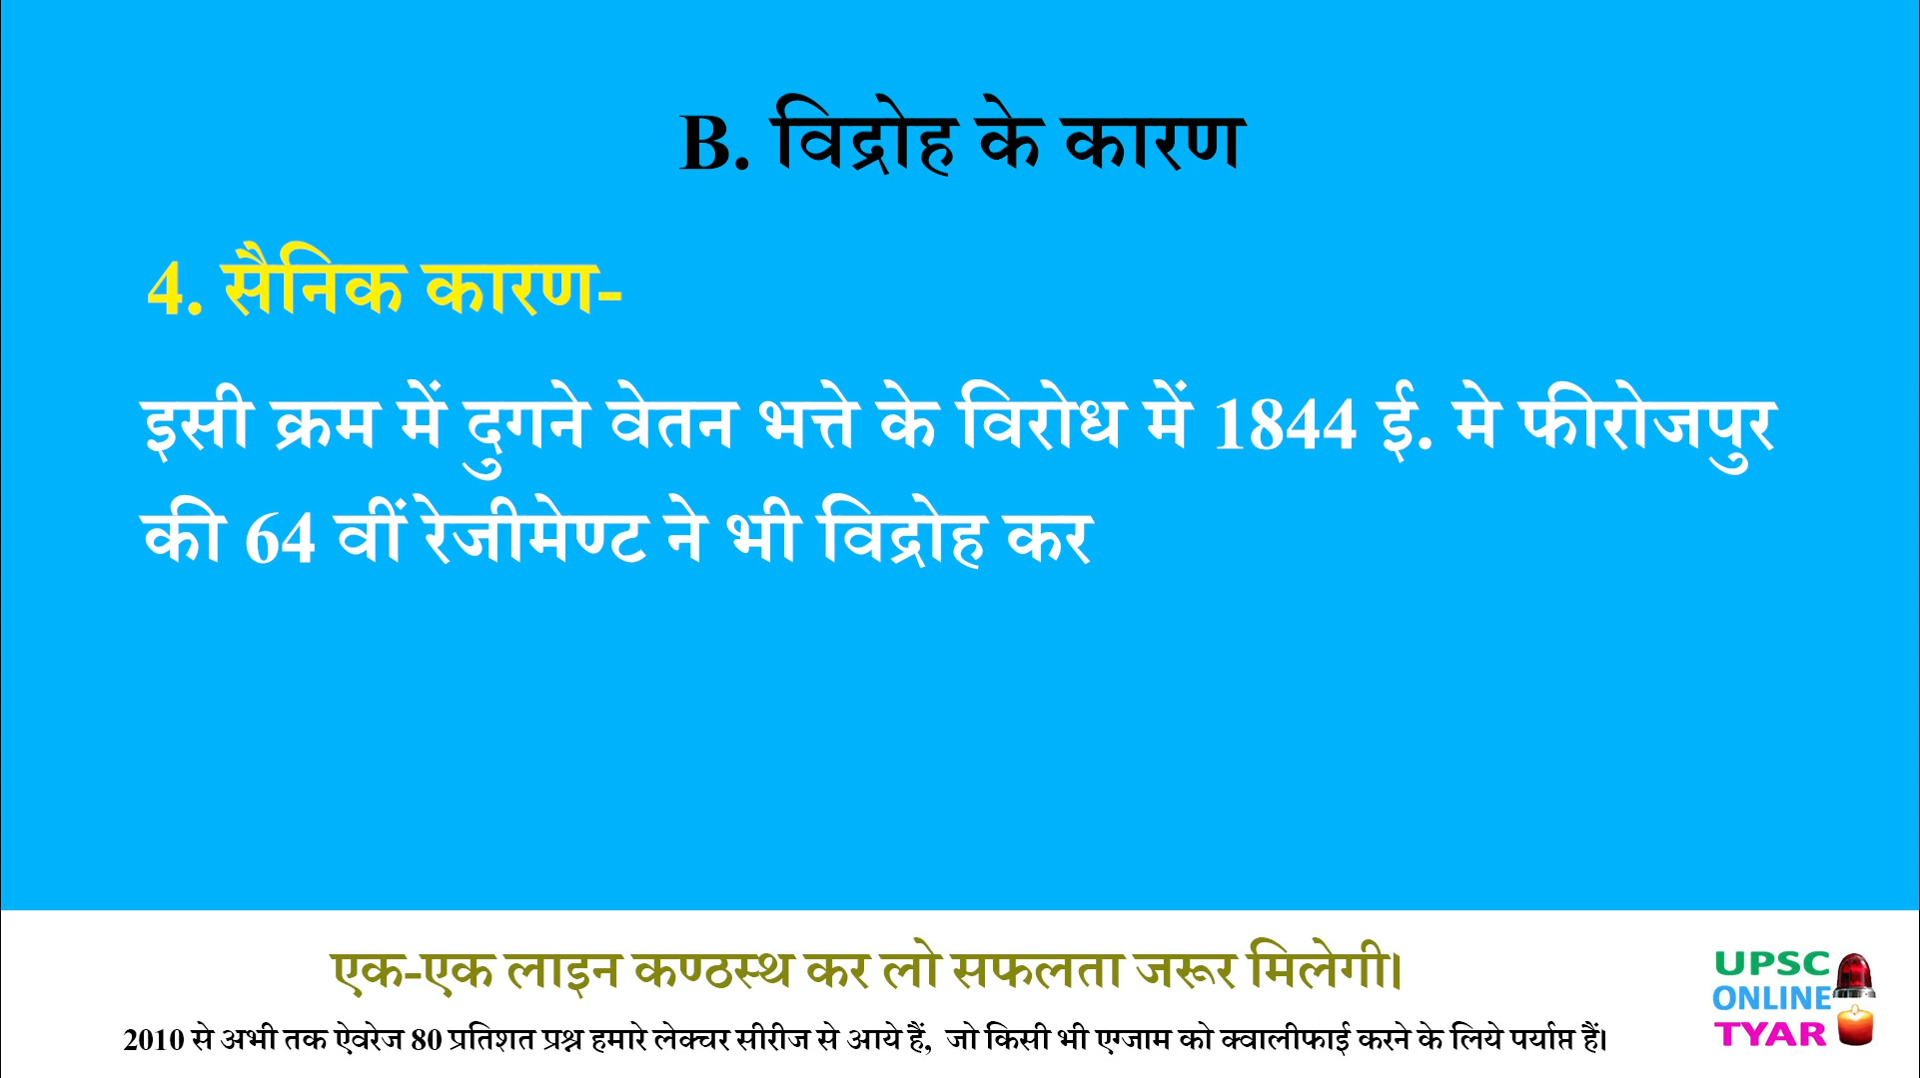 B. विद्रोह के कारण
4. सैनिक कारण-
इसी क्रम में दुगने वेतन भत्ते के विरोध में 1844 ई. मे फीरोजपुर
की 64 वीं रेजीमेण्ट ने भी विद्रोह कर
एक-एक लाइन कण्ठस्थ कर लो सफलता जरूर मिलेगी।
2010 से अभी तक ऐवरेज 80 प्रतिशत प्रश्न हमारे लेक्चर सीरीज से आये हैं, जो किसी भी एग्जाम को क्वालीफाई करने के लिये पर्याप्त हैं।
UPSC
ONLINE
TYAR